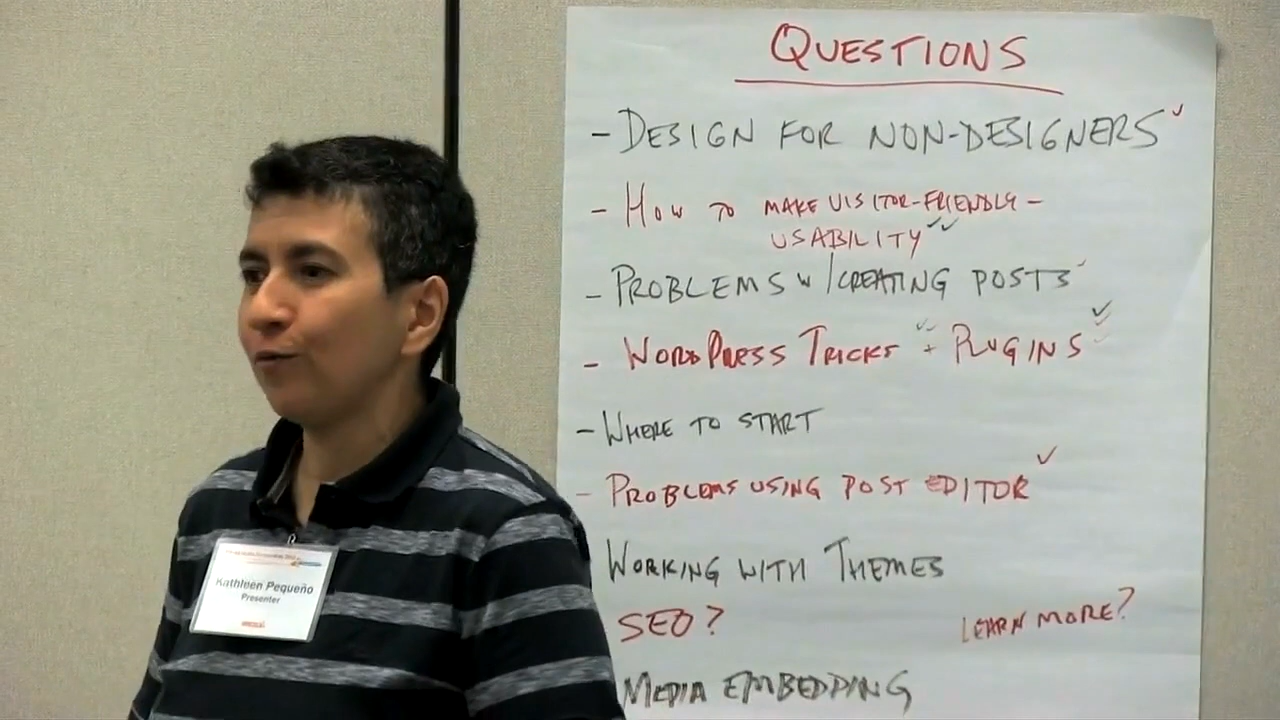 QUESTIONS
- DESIGN FOR NON-DESIGNERS ✓
- HOW TO MAKE VISITOR-FRIENDLY -
USABILITY ✓✓
- PROBLEMS W/CREATING POSTS
- WORDPRESS TRICKS + PLUGINS
- WHERE TO START
- PROBLEMS USING POST EDITOR ✓
WORKING WITH THEMES
SEO?
LEARN MORE?
MEDIA EMBEDDING
Kathleen Pequeño
Presenter